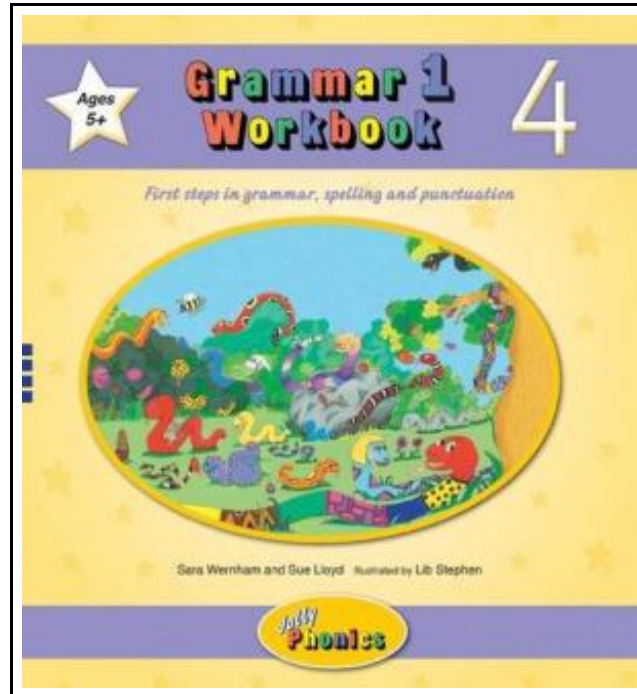 Ages
5+
Grammar 1
Workbook
4
First steps in grammar, spelling and punctuation
Sara Wernham and Sue Lloyd Illustrated by Lib Stephen
Jolly
Phonics